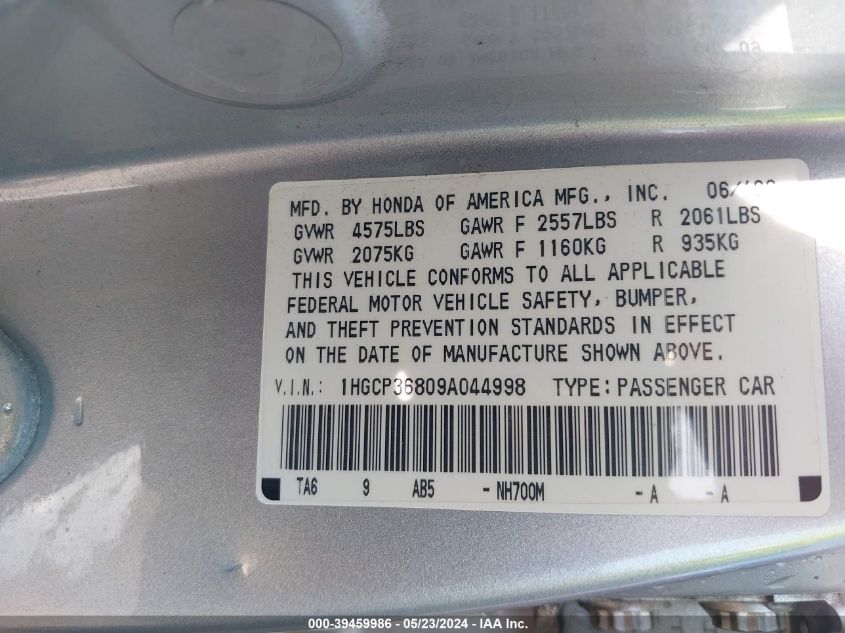 MFD. BY HONDA OF AMERICA MFG., INC.
GVWR 4575LBS GAWR F 2557LBS R 2061LBS
GVWR 2075KG GAWR F 1160KG R 935KG
THIS VEHICLE CONFORMS TO ALL APPLICABLE
FEDERAL MOTOR VEHICLE SAFETY, BUMPER,
AND THEFT PREVENTION STANDARDS IN EFFECT
ON THE DATE OF MANUFACTURE SHOWN ABOVE.
V.I.N.: 1HGCP36809A044998 TYPE: PASSENGER CAR
TA6 9 AB5 - NH700M - A - A
000-39459986 - 05/23/2024 - IAA Inc.